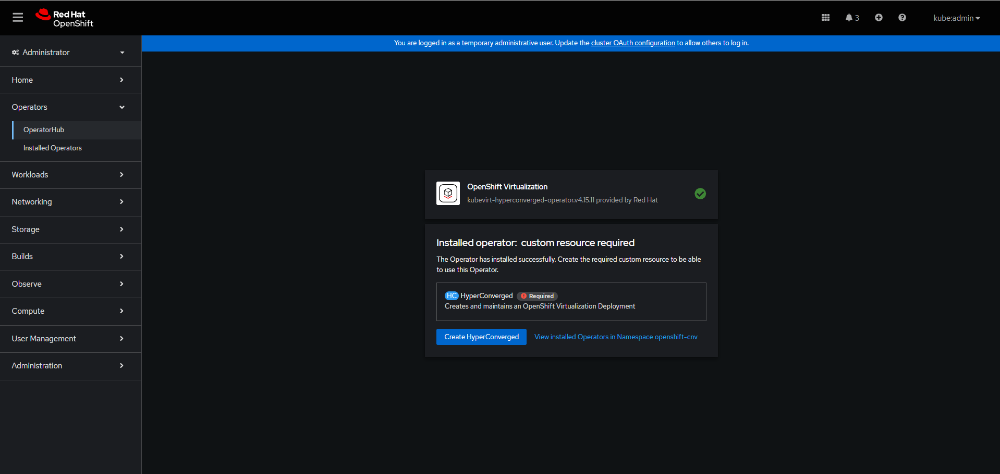 Red Hat
OpenShift
3
kube:admin
You are logged in as a temporary administrative user. Update the cluster OAuth configuration to allow others to log in.
Administrator
Home
Operators
OperatorHub
Installed Operators
Workloads
Networking
Storage
Builds
Observe
Compute
User Management
Administration
OpenShift Virtualization
kubevirt-hyperconverged-operator.v4.15.11 provided by Red Hat
Installed operator: custom resource required
The Operator has installed successfully. Create the required custom resource to be able
to use this Operator.
HC HyperConverged Required
Creates and maintains an OpenShift Virtualization Deployment
Create HyperConverged View installed Operators in Namespace openshift-cnv